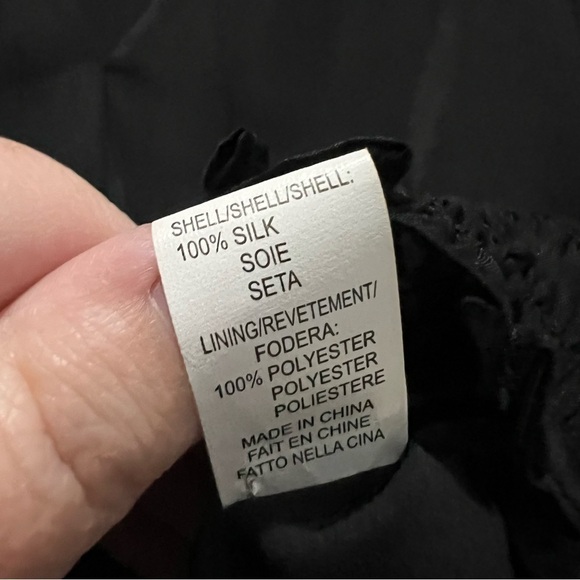 SHELL/SHELL/SHELL:
100% SILK
SOIE
SETA
LINING/REVETEMENT/
FODERA:
100% POLYESTER
POLYESTER
POLIESTERE
MADE IN CHINA
FAIT EN CHINE
FATTO NELLA CINA